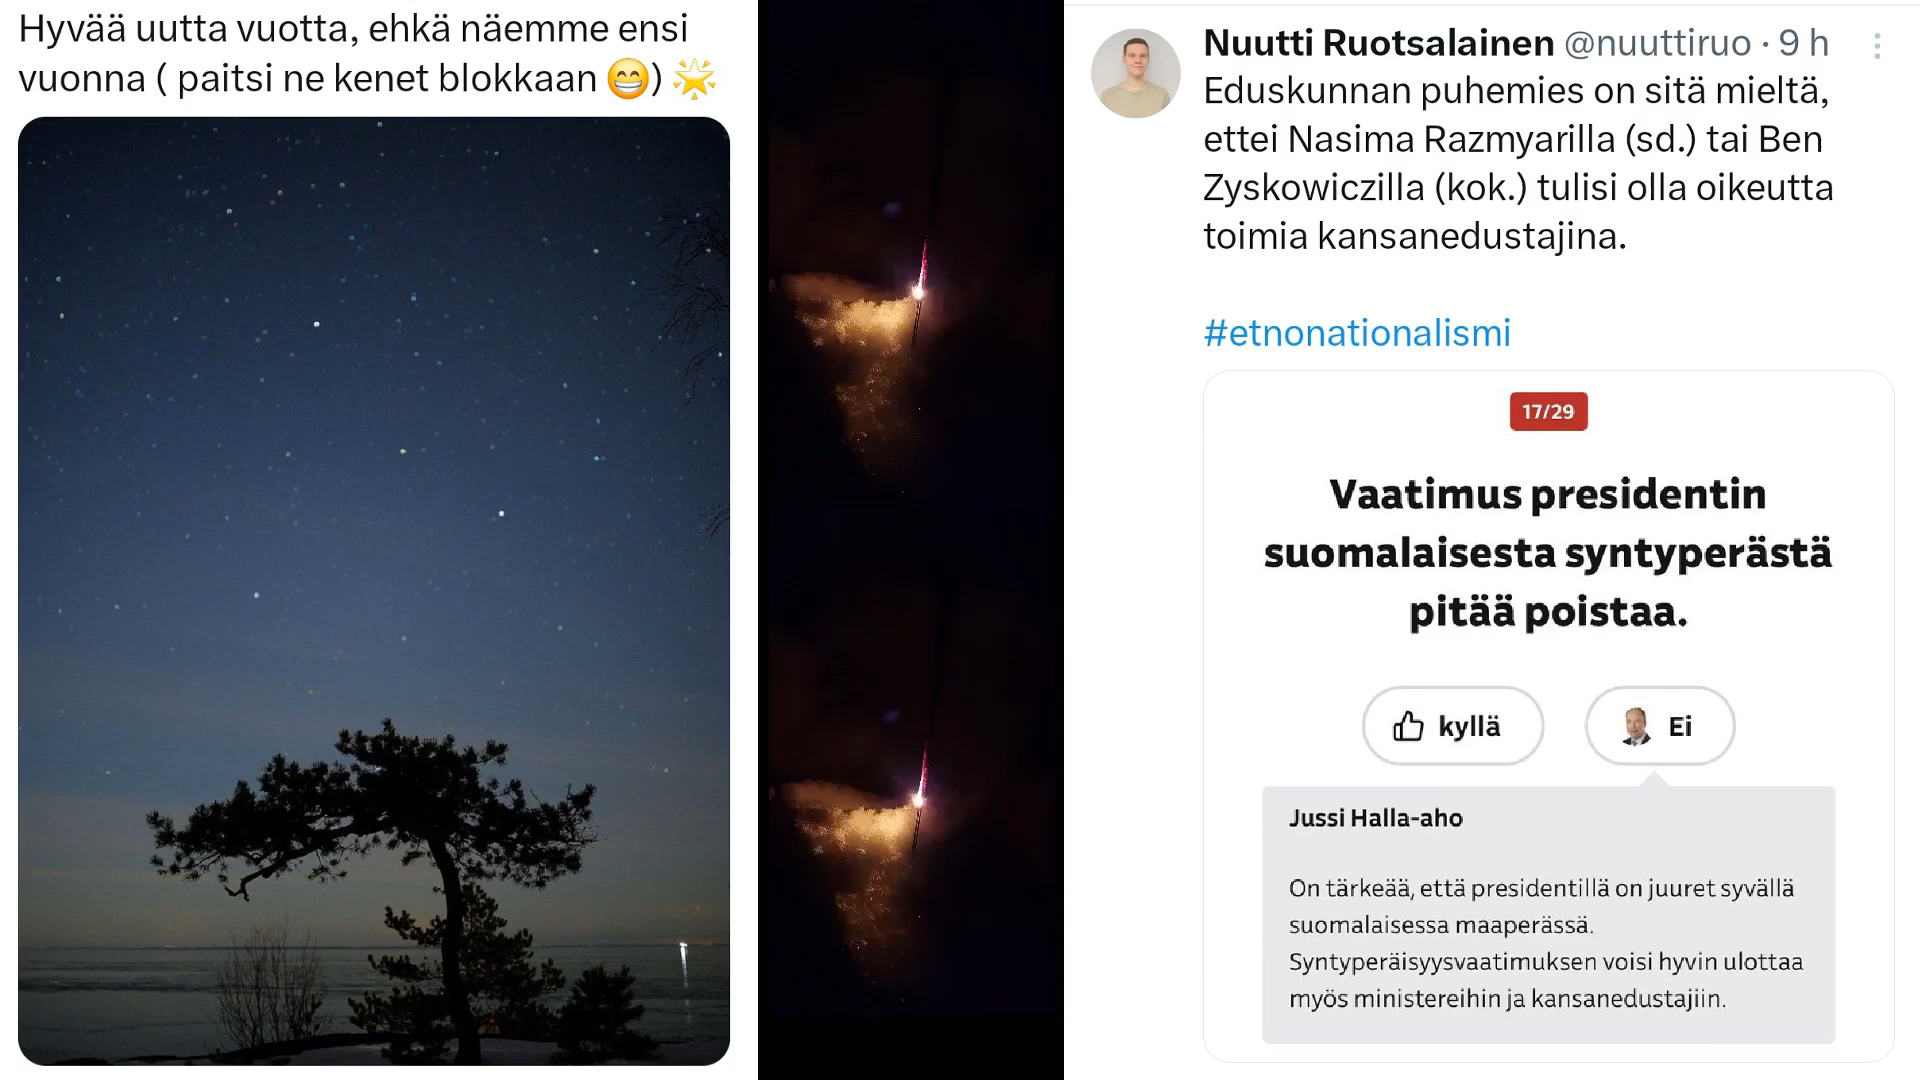 Hyvää uutta vuotta, ehkä näemme ensi
vuonna ( paitsi ne kenet blokkaan 😁) 🌟
Nuutti Ruotsalainen @nuuttiruo · 9 h
Eduskunnan puhemies on sitä mieltä,
ettei Nasima Razmyarilla (sd.) tai Ben
Zyskowiczilla (kok.) tulisi olla oikeutta
toimia kansanedustajina.
#etnonationalismi
17/29
Vaatimus presidentin
suomalaisesta syntyperästä
pitää poistaa.
kyllä
Ei
Jussi Halla-aho
On tärkeää, että presidentillä on juuret syvällä
suomalaisessa maaperässä.
Syntyperäisyysvaatimuksen voisi hyvin ulottaa
myös ministereihin ja kansanedustajiin.